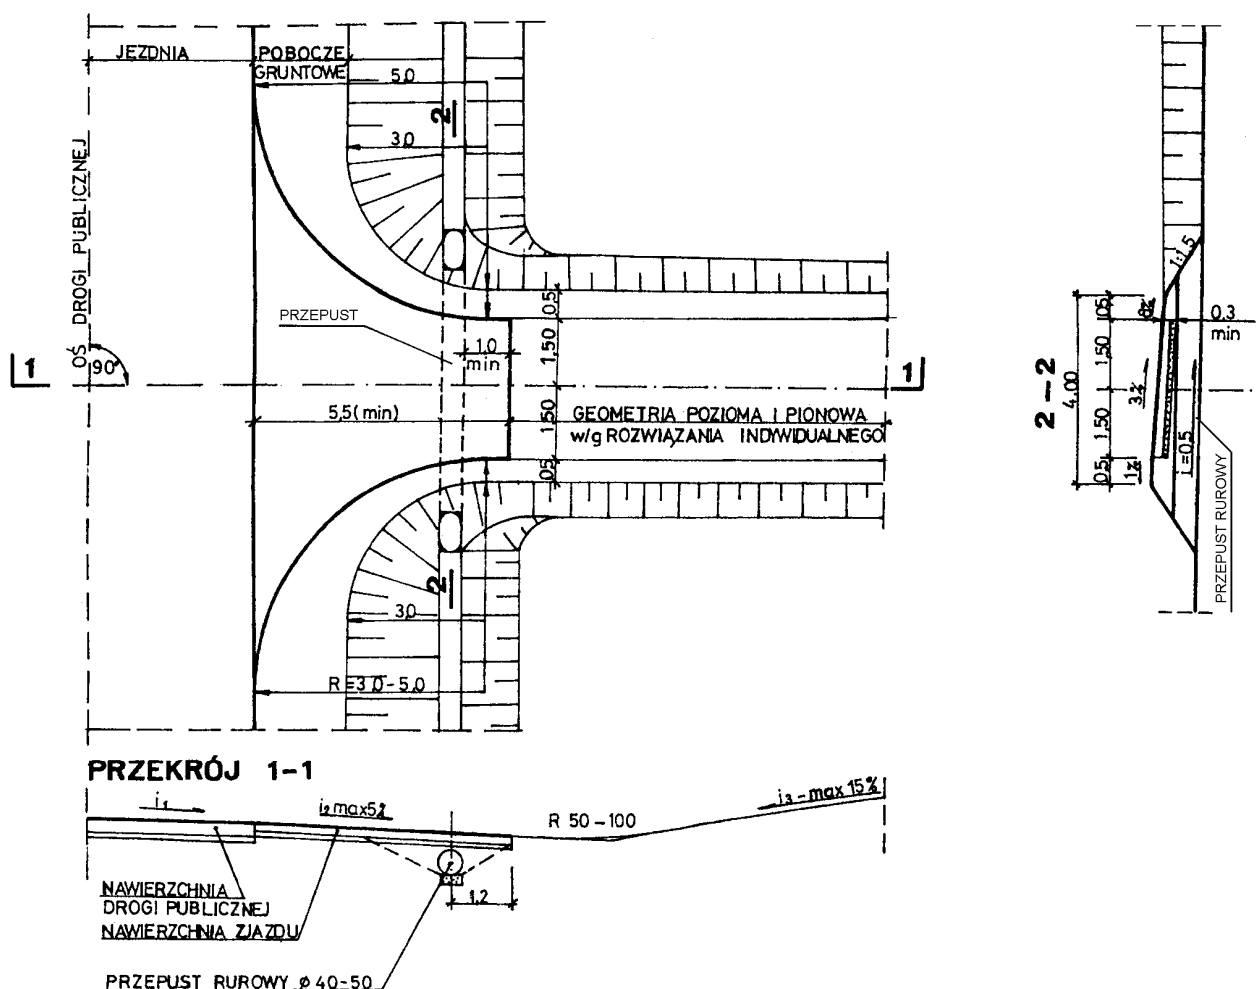 JEZDNIA
POBOCZE
GRUNTOWE
5,0
2
3,0
OŚ DROGI PUBLICZNEJ
PRZEPUST
0,5
1,50
1,0
min
90°
1
1
5,5(min)
1,50
GEOMETRIA POZIOMA I PIONOWA
w/g ROZWIĄZANIA INDYWIDUALNEGO
0,5
2
3,0
R=3,0-5,0
2-2
4,00
0,5
1,50
1,50
0,5
8%
3%
1%
1:1,5
0,3
min
i=0,5
PRZEPUST RUROWY
PRZEKRÓJ 1-1
i1
i2 max5%
R 50-100
i3-max 15%
1,2
NAWIERZCHNIA
DROGI PUBLICZNEJ
NAWIERZCHNIA ZJAZDU
PRZEPUST RUROWY ø 40-50